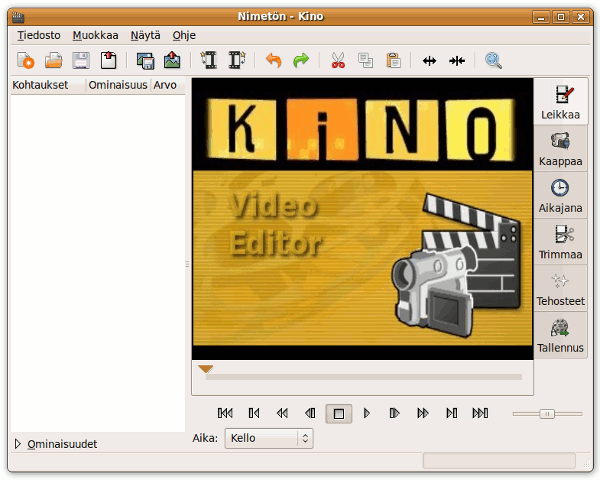 Nimetön - Kino
Tiedosto Muokkaa Näytä Ohje
Kohtaukset Ominaisuus Arvo
KiNO
Video
Editor
Leikkaa
Kaappaa
Aikajana
Trimmaa
Tehosteet
Tallennus
Ominaisuudet
Aika: Kello